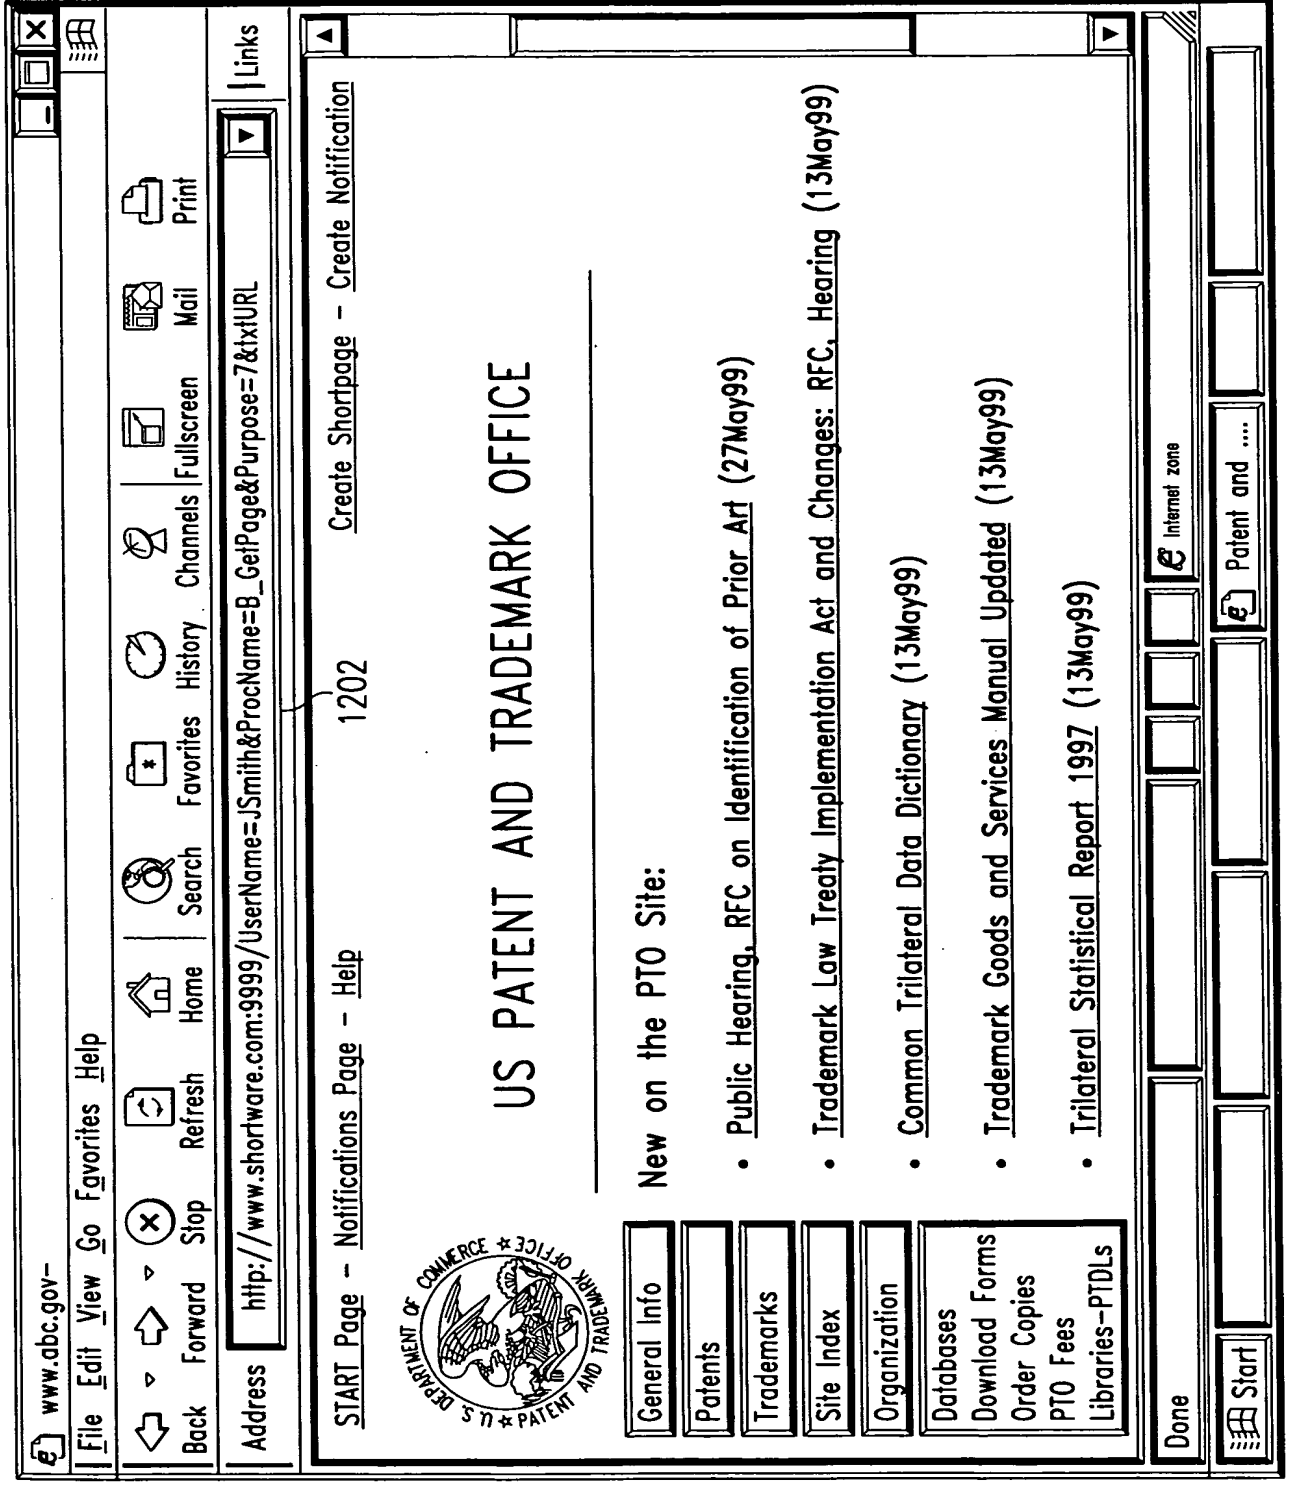 www.abc.gov-
File Edit View Go Favorites Help
Back Forward Stop Refresh Home Search Favorites History Channels Fullscreen Mail Print
Address http://www.shortware.com:9999/UserName=JSmith&ProcName=B_GetPage&Purpose=7&txtURL Links
1202
START Page - Notifications Page - Help Create Shortpage - Create Notification
U.S. DEPARTMENT OF COMMERCE
PATENT AND TRADEMARK OFFICE
US PATENT AND TRADEMARK OFFICE
General Info
Patents
Trademarks
Site Index
Organization
Databases
Download Forms
Order Copies
PTO Fees
Libraries-PTDLs
New on the PTO Site:
• Public Hearing, RFC on Identification of Prior Art (27May99)
• Trademark Law Treaty Implementation Act and Changes: RFC, Hearing (13May99)
• Common Trilateral Data Dictionary (13May99)
• Trademark Goods and Services Manual Updated (13May99)
• Trilateral Statistical Report 1997 (13May99)
Done Internet zone
Start Patent and ....